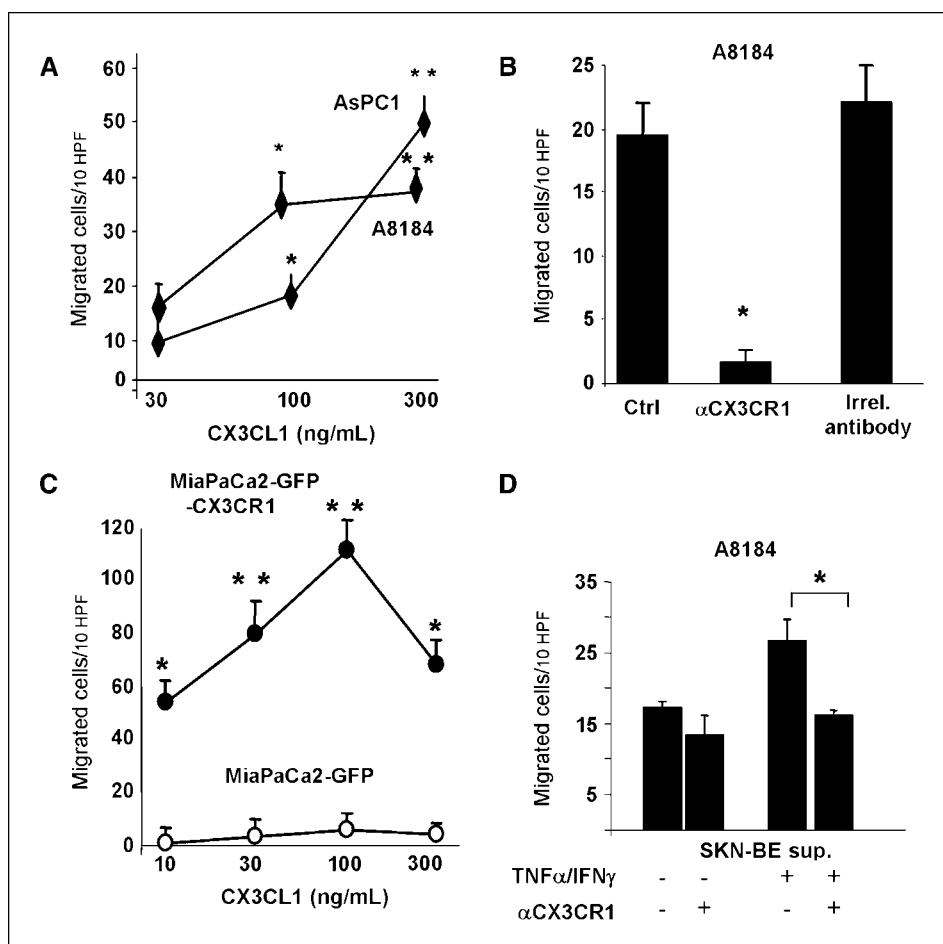 A
Migrated cells/10 HPF
60
50
40
30
20
10
0
* *
AsPC1
*
* *
A8184
*
30 100 300
CX3CL1 (ng/mL)
B
A8184
Migrated cells/10 HPF
25
20
15
10
5
0
*
Ctrl αCX3CR1 Irrel.
antibody
C
MiaPaCa2-GFP
-CX3CR1
Migrated cells/10 HPF
120
100
80
60
40
20
0
* *
* *
*
*
MiaPaCa2-GFP
10 30 100 300
CX3CL1 (ng/mL)
D
A8184
Migrated cells/10 HPF
35
25
15
5
*
SKN-BE sup.
TNFα/IFNγ - - + +
αCX3CR1 - + - +